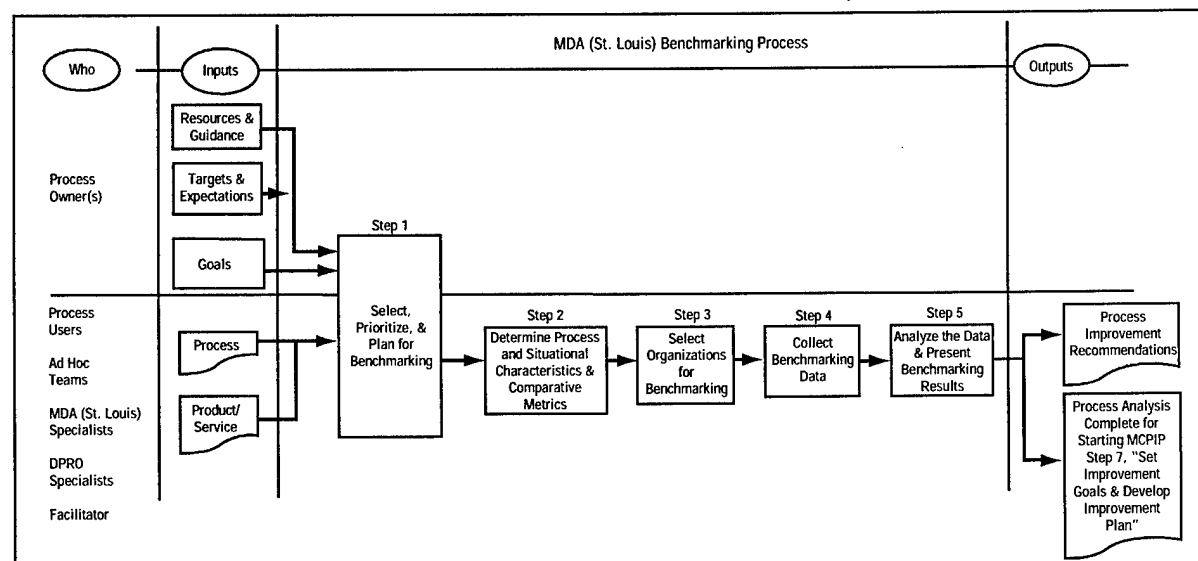 MDA (St. Louis) Benchmarking Process
Who
Inputs
Outputs
Resources &
Guidance
Process
Owner(s)
Targets &
Expectations
Goals
Step 1
Select,
Prioritize, &
Plan for
Benchmarking
Process
Users
Ad Hoc
Teams
MDA (St. Louis)
Specialists
DPRO
Specialists
Facilitator
Process
Product/
Service
Step 2
Determine Process
and Situational
Characteristics &
Comparative
Metrics
Step 3
Select
Organizations
for
Benchmarking
Step 4
Collect
Benchmarking
Data
Step 5
Analyze the Data
& Present
Benchmarking
Results
Process
Improvement
Recommendations
Process Analysis
Complete for
Starting MCPIP
Step 7, "Set
Improvement
Goals & Develop
Improvement
Plan"